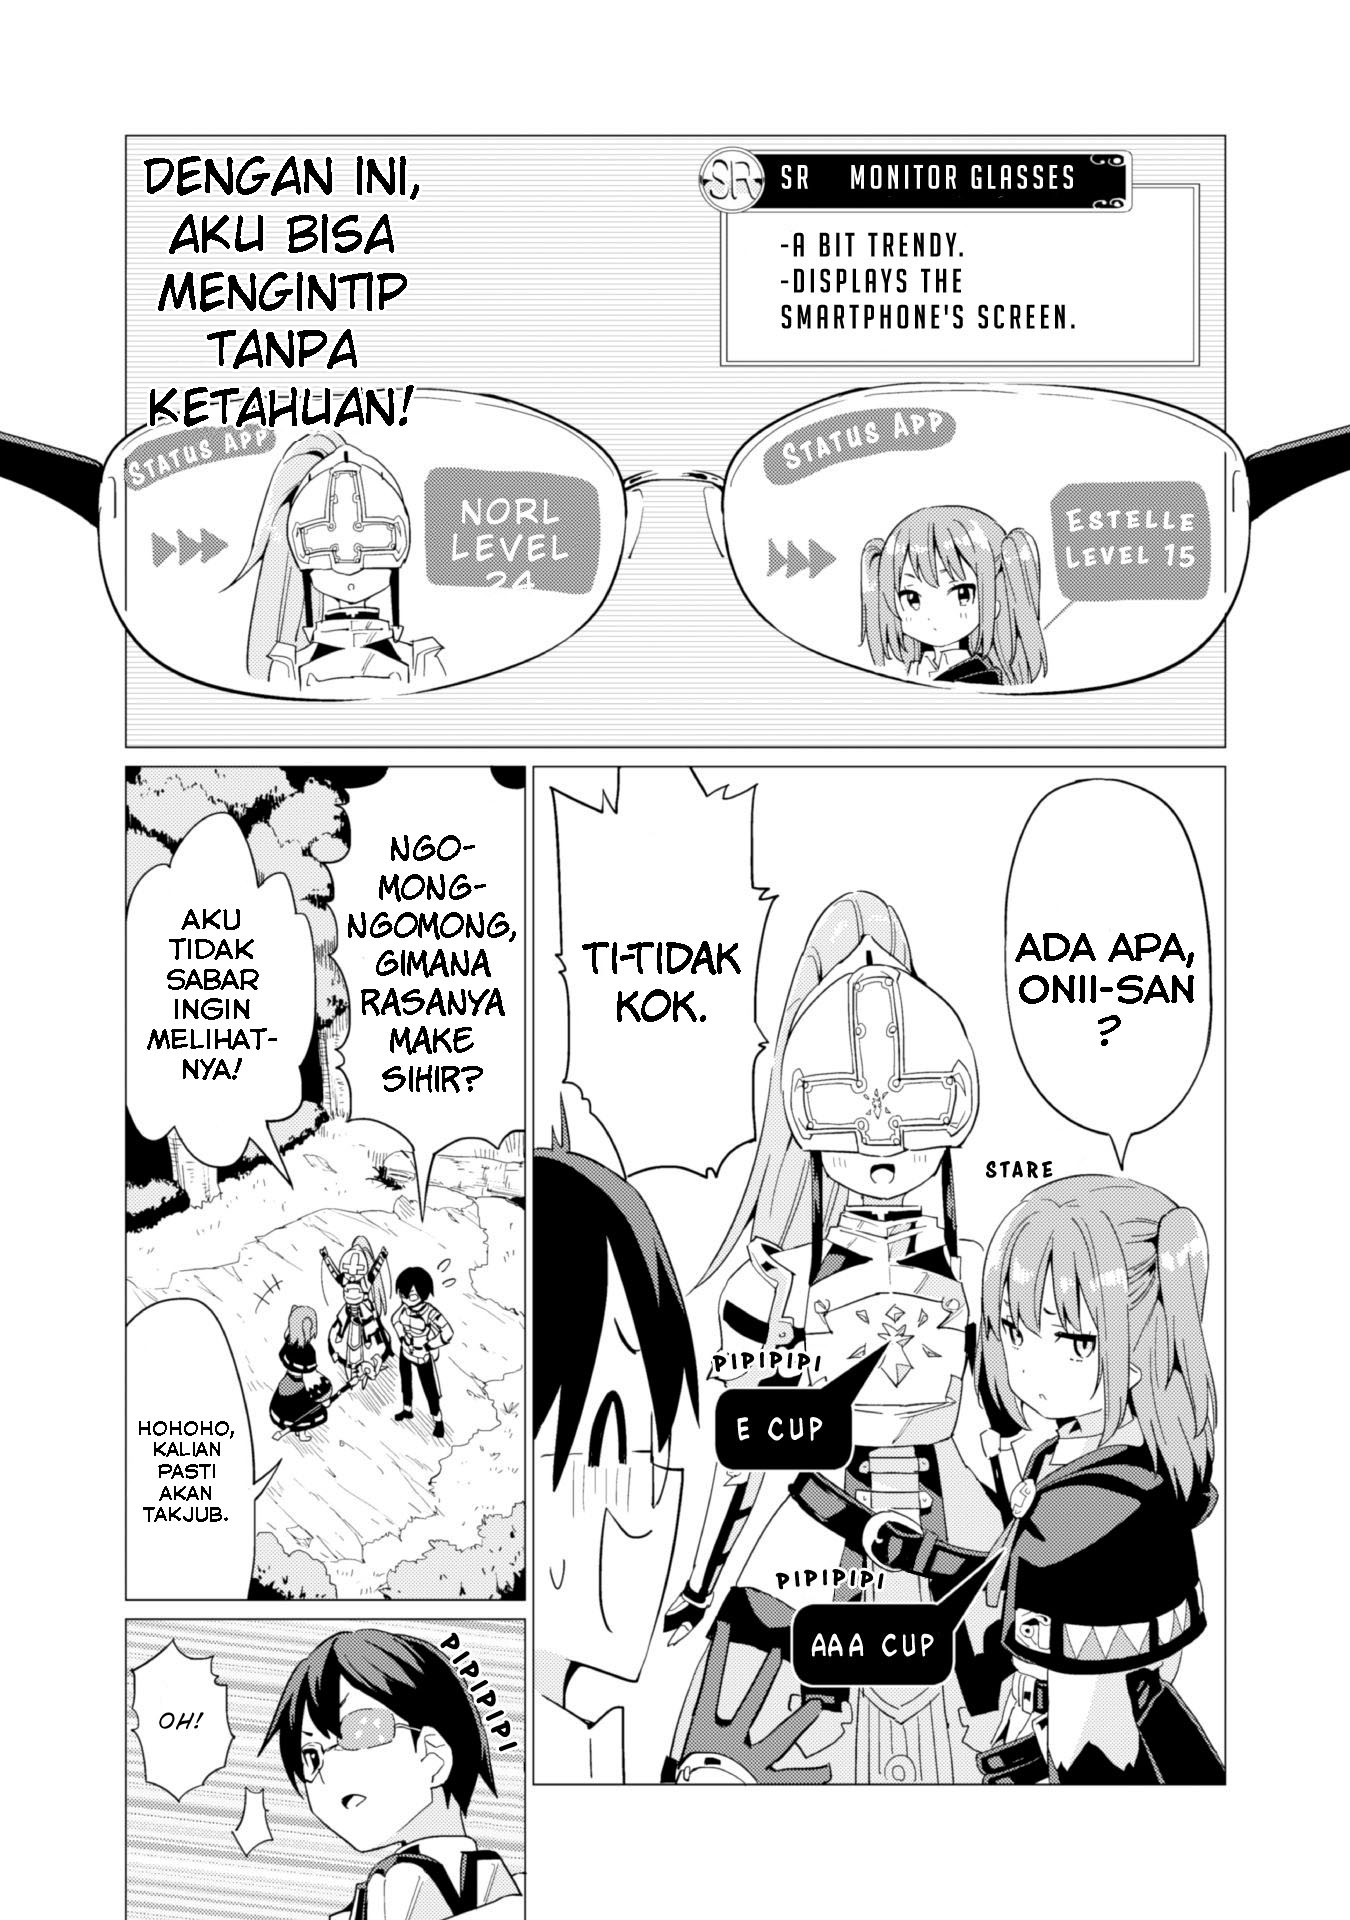 DENGAN INI,
AKU BISA
MENGINTIP
TANPA
KETAHUAN!
SR
SR MONITOR GLASSES
-A BIT TRENDY.
-DISPLAYS THE
SMARTPHONE'S SCREEN.
STATUS APP
NORL
LEVEL
24
STATUS APP
ESTELLE
LEVEL 15
ADA APA,
ONII-SAN
?
TI-TIDAK
KOK.
STARE
PIPIPIPI
E CUP
PIPIPIPI
AAA CUP
NGO-
MONG-
NGOMONG,
GIMANA
RASANYA
MAKE
SIHIR?
AKU
TIDAK
SABAR
INGIN
MELIHAT-
NYA!
HOHOHO,
KALIAN
PASTI
AKAN
TAKJUB.
PIPIPIPI
OH!